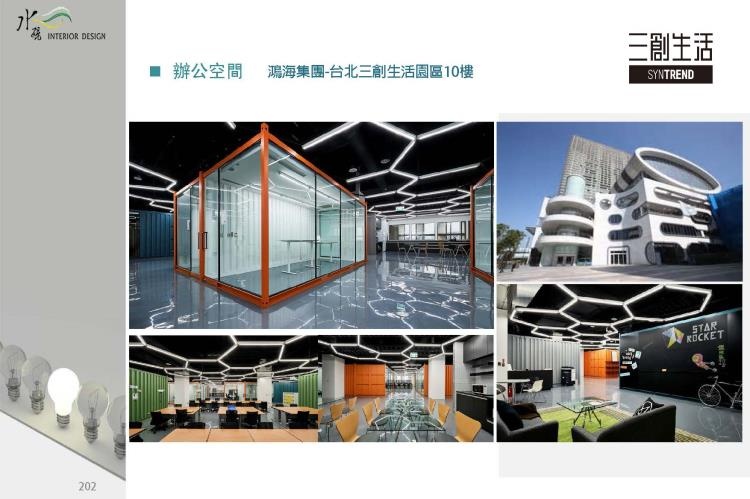 水硯 INTERIOR DESIGN
三創生活
SYNTREND
■ 辦公空間 鴻海集團-台北三創生活園區10樓
STAR
ROCKET
202